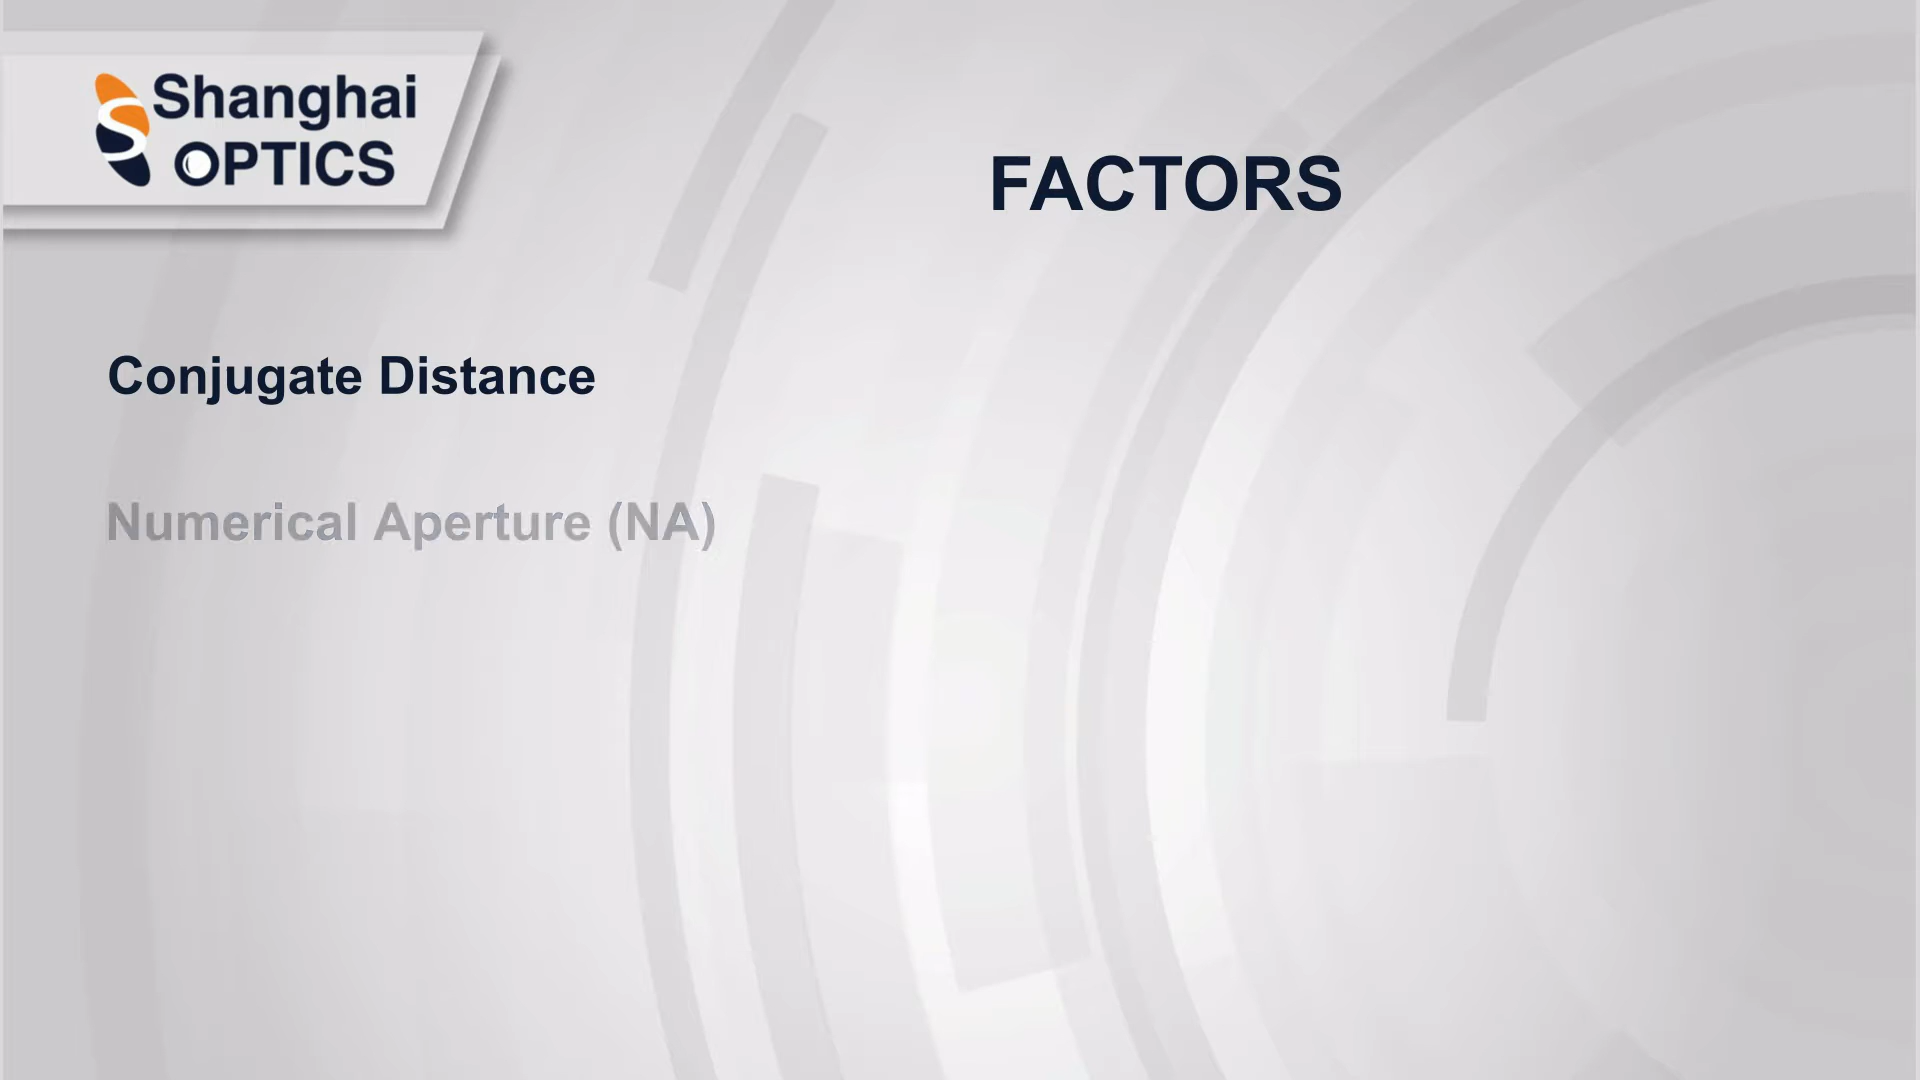 Shanghai
OPTICS
FACTORS
Conjugate Distance
Numerical Aperture (NA)